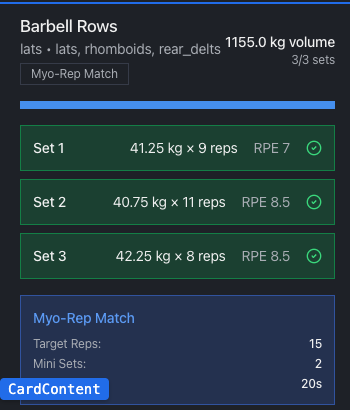 Barbell Rows
lats • lats, rhomboids, rear_delts
1155.0 kg volume
3/3 sets
Myo-Rep Match
Set 1 41.25 kg × 9 reps RPE 7
Set 2 40.75 kg × 11 reps RPE 8.5
Set 3 42.25 kg × 8 reps RPE 8.5
Myo-Rep Match
Target Reps: 15
Mini Sets: 2
CardContent 20s